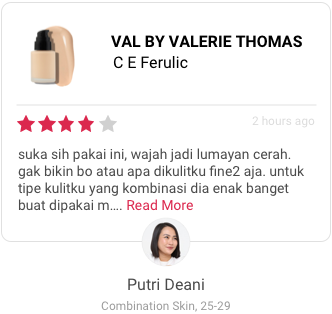 VAL BY VALERIE THOMAS
C E Ferulic
2 hours ago
suka sih pakai ini, wajah jadi lumayan cerah.
gak bikin bo atau apa dikulitku fine2 aja. untuk
tipe kulitku yang kombinasi dia enak banget
buat dipakai m.... Read More
Putri Deani
Combination Skin, 25-29